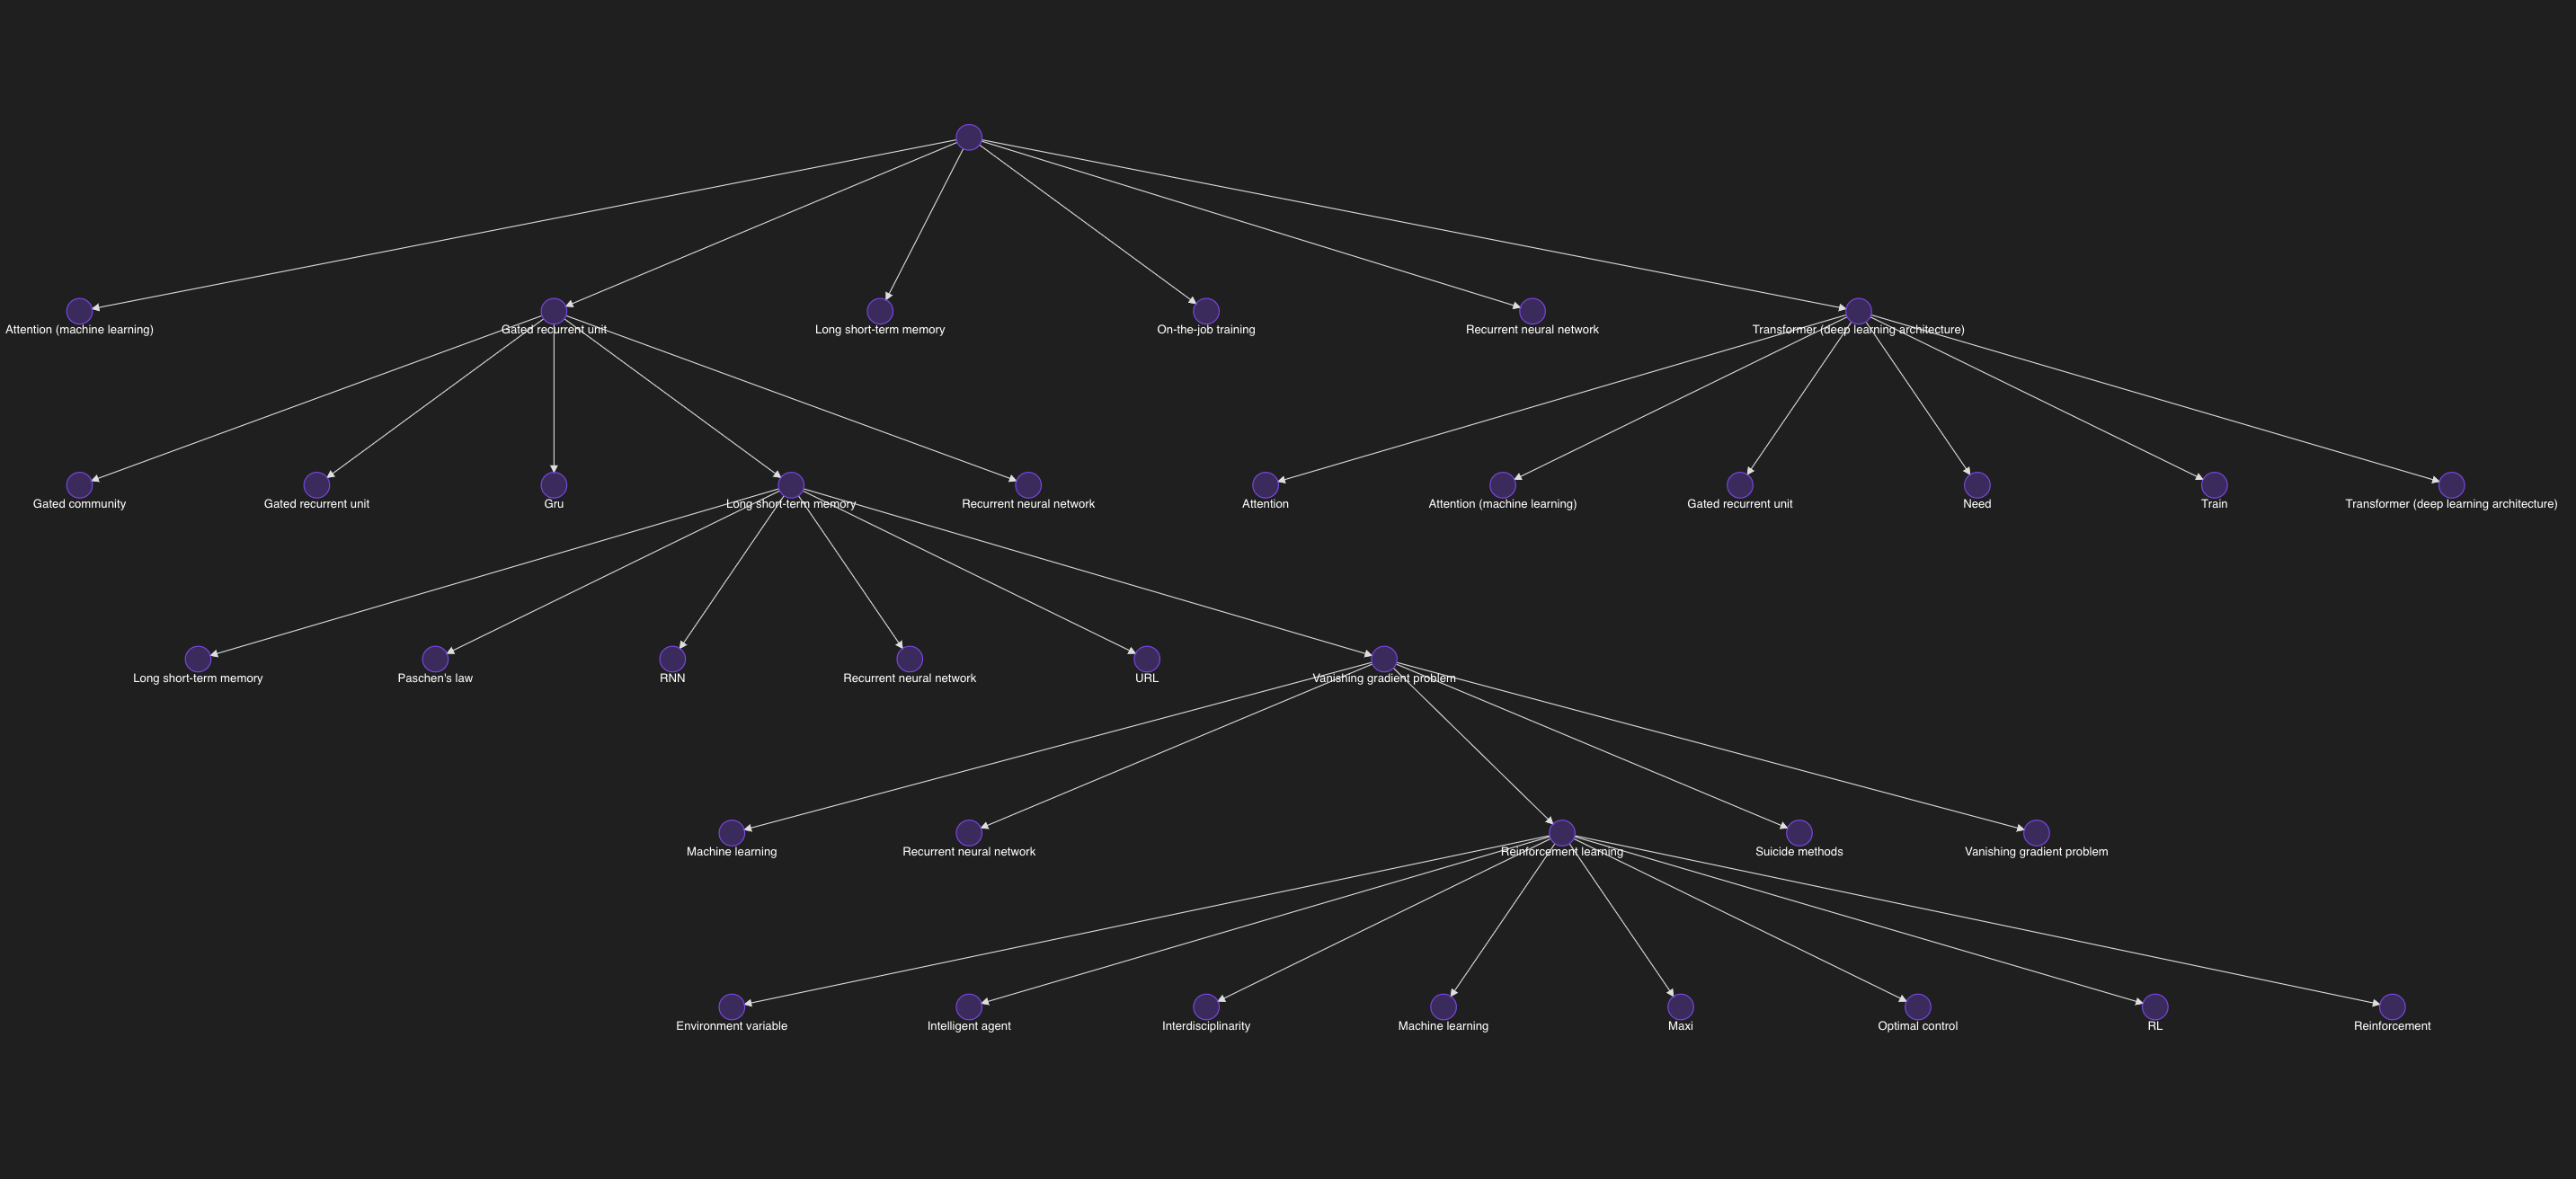 Attention (machine learning)
Gated recurrent unit
Long short-term memory
On-the-job training
Recurrent neural network
Transformer (deep learning architecture)
Gated community
Gated recurrent unit
Gru
Long short-term memory
Recurrent neural network
Attention
Attention (machine learning)
Gated recurrent unit
Need
Train
Transformer (deep learning architecture)
Long short-term memory
Paschen's law
RNN
Recurrent neural network
URL
Vanishing gradient problem
Machine learning
Recurrent neural network
Reinforcement learning
Suicide methods
Vanishing gradient problem
Environment variable
Intelligent agent
Interdisciplinarity
Machine learning
Maxi
Optimal control
RL
Reinforcement